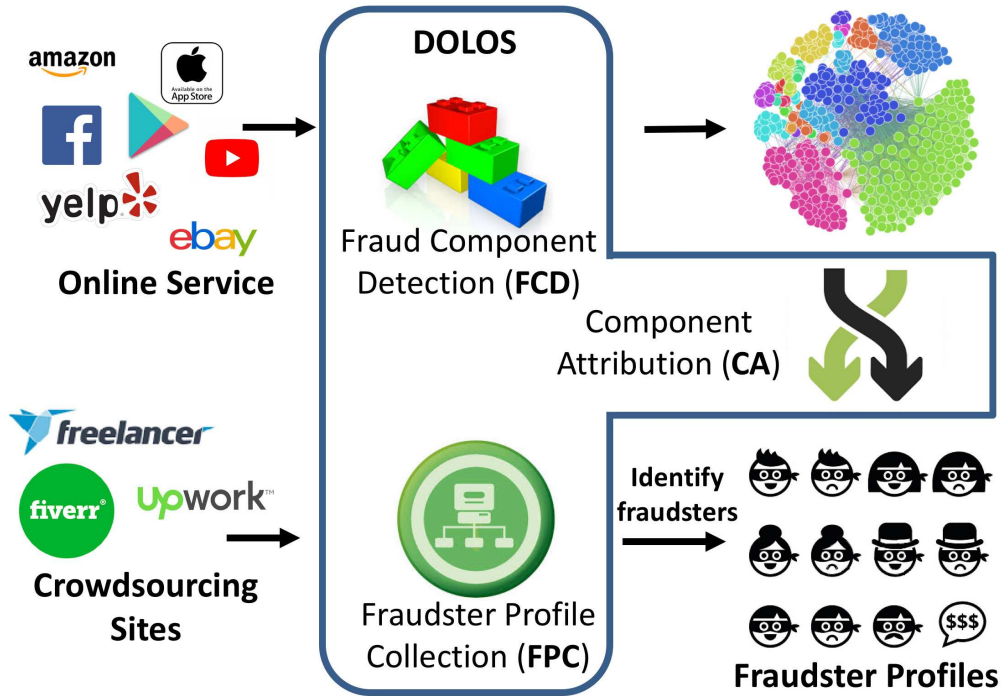 amazon
Available on the
App Store
yelp
ebay
Online Service
DOLOS
Fraud Component
Detection (FCD)
Component
Attribution (CA)
freelancer
fiverr®
upwork™
Crowdsourcing
Sites
Fraudster Profile
Collection (FPC)
Identify
fraudsters
$$$
Fraudster Profiles